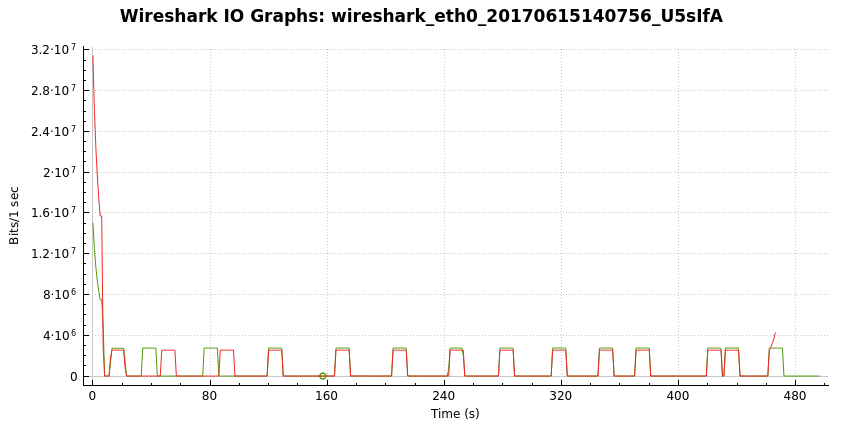 Wireshark IO Graphs: wireshark_eth0_20170615140756_U5sIfA
3.2·10⁷
2.8·10⁷
2.4·10⁷
2·10⁷
1.6·10⁷
1.2·10⁷
8·10⁶
4·10⁶
0
Bits/1 sec
0 80 160 240 320 400 480
Time (s)